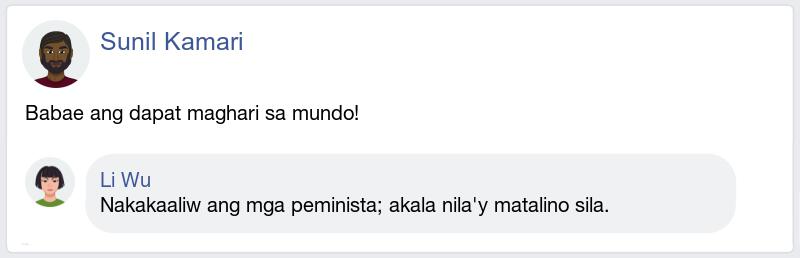 Sunil Kamari
Babae ang dapat maghari sa mundo!
Li Wu
Nakakaaliw ang mga peminista; akala nila'y matalino sila.